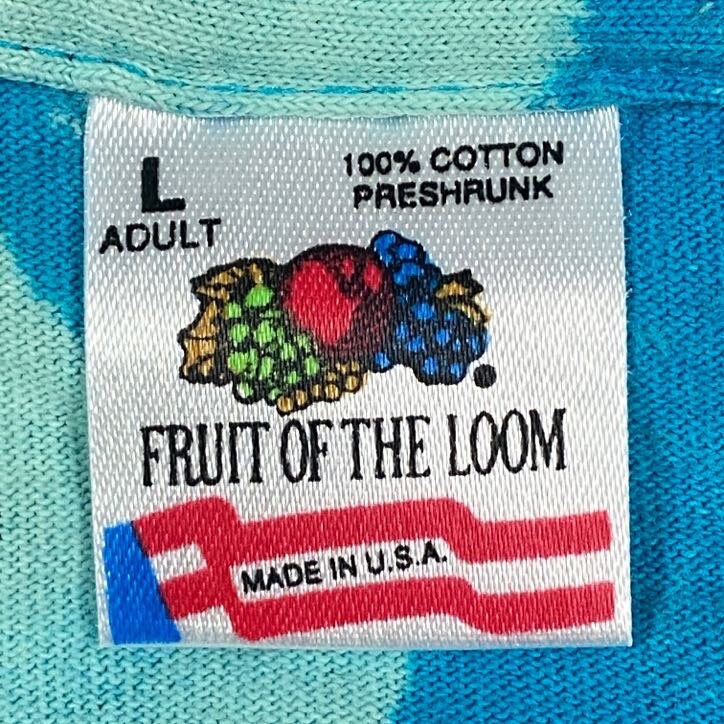 L
ADULT
100% COTTON
PRESHRUNK
FRUIT OF THE LOOM
MADE IN U.S.A.